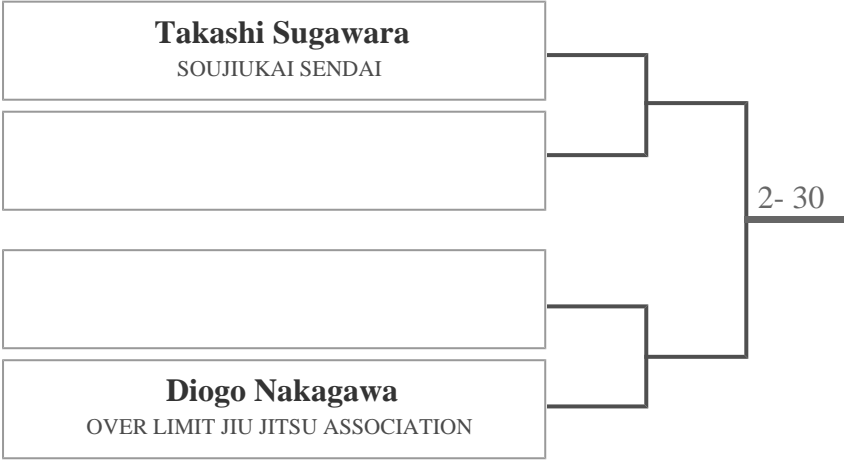 Takashi Sugawara
SOUJIUKAI SENDAI
2- 30
Diogo Nakagawa
OVER LIMIT JIU JITSU ASSOCIATION